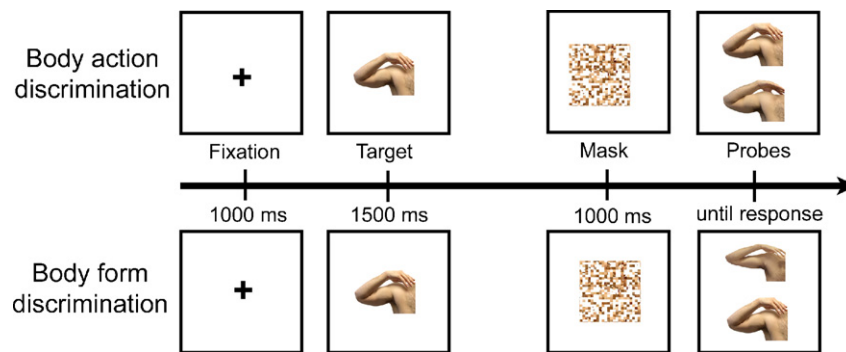 Body action
discrimination
Fixation
Target
Mask
Probes
1000 ms
1500 ms
1000 ms
until response
Body form
discrimination